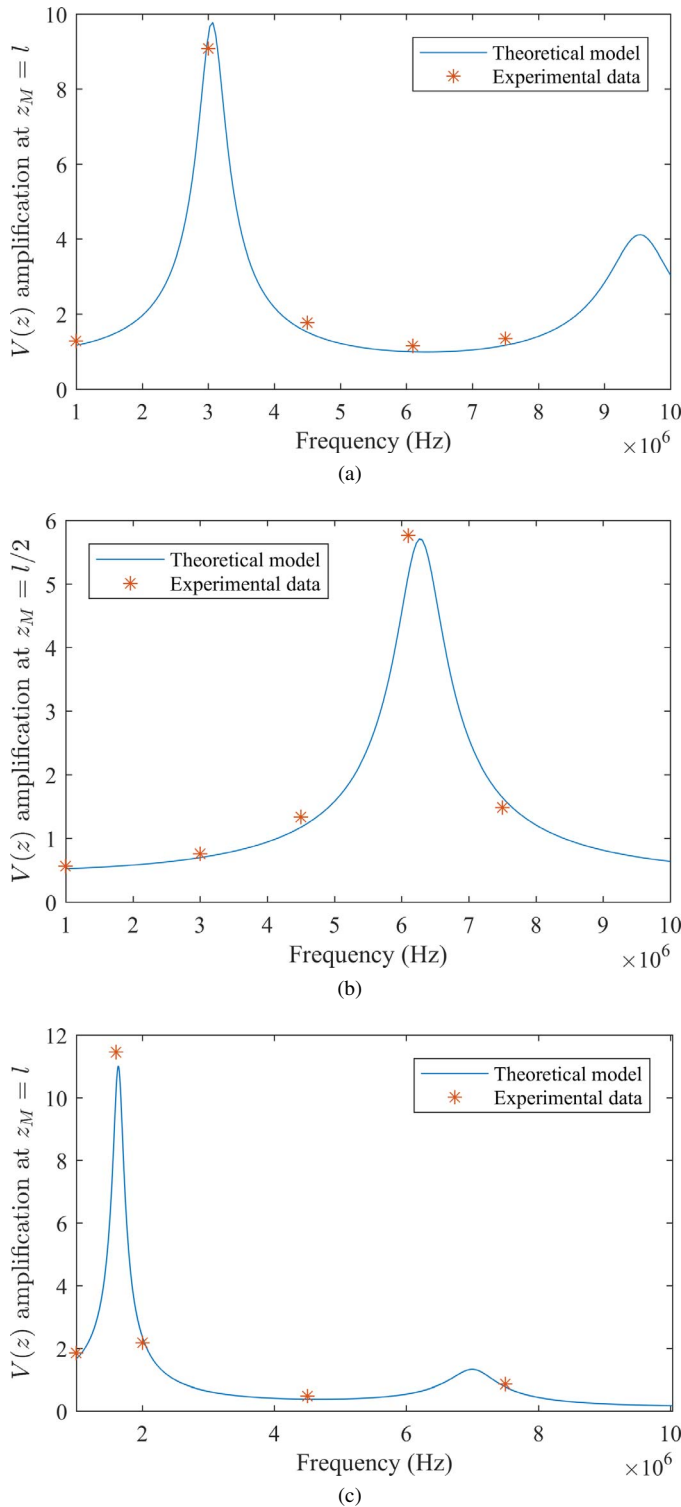 V(z) amplification at z_M = l
10
8
6
4
2
0
Theoretical model
Experimental data
1 2 3 4 5 6 7 8 9 10
Frequency (Hz)
×10^6
(a)
V(z) amplification at z_M = l/2
6
5
4
3
2
1
0
Theoretical model
Experimental data
1 2 3 4 5 6 7 8 9 10
Frequency (Hz)
×10^6
(b)
V(z) amplification at z_M = l
12
10
8
6
4
2
0
Theoretical model
Experimental data
2 4 6 8 10
Frequency (Hz)
×10^6
(c)